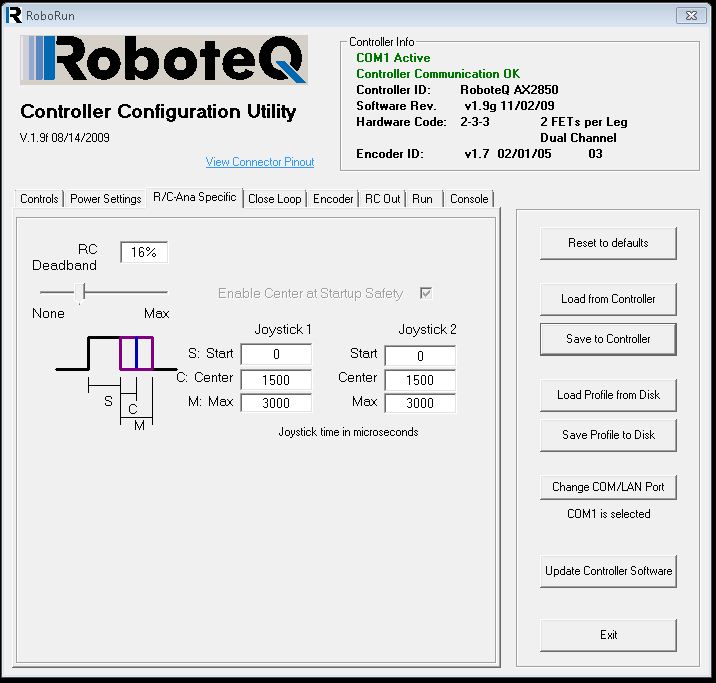 RoboRun
RoboteQ
Controller Configuration Utility
V.1.9f 08/14/2009
View Connector Pinout
Controller Info
COM1 Active
Controller Communication OK
Controller ID: RoboteQ AX2850
Software Rev. v1.9g 11/02/09
Hardware Code: 2-3-3 2 FETs per Leg
Dual Channel
Encoder ID: v1.7 02/01/05 03
Controls Power Settings R/C-Ana Specific Close Loop Encoder RC Out Run Console
RC
Deadband
16%
None Max
Enable Center at Startup Safety
Joystick 1 Joystick 2
S: Start 0 Start 0
C: Center 1500 Center 1500
M: Max 3000 Max 3000
Joystick time in microseconds
S
C
M
Reset to defaults
Load from Controller
Save to Controller
Load Profile from Disk
Save Profile to Disk
Change COM/LAN Port
COM1 is selected
Update Controller Software
Exit